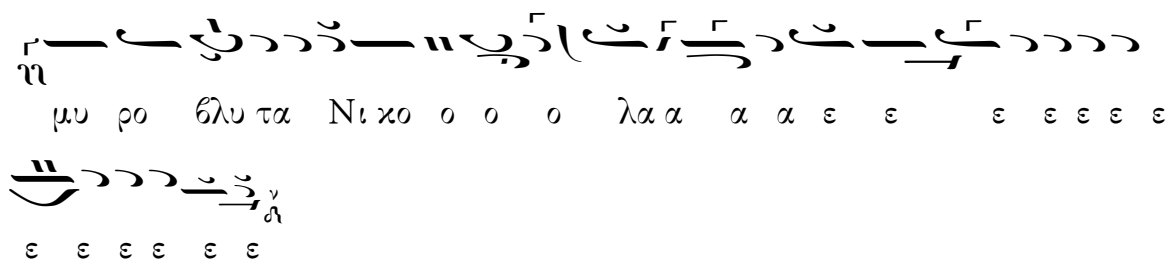 μυ ρο βλυ τα Νι κο ο ο ο λα α α α ε ε ε ε ε ε ε
ε ε ε ε ε ε